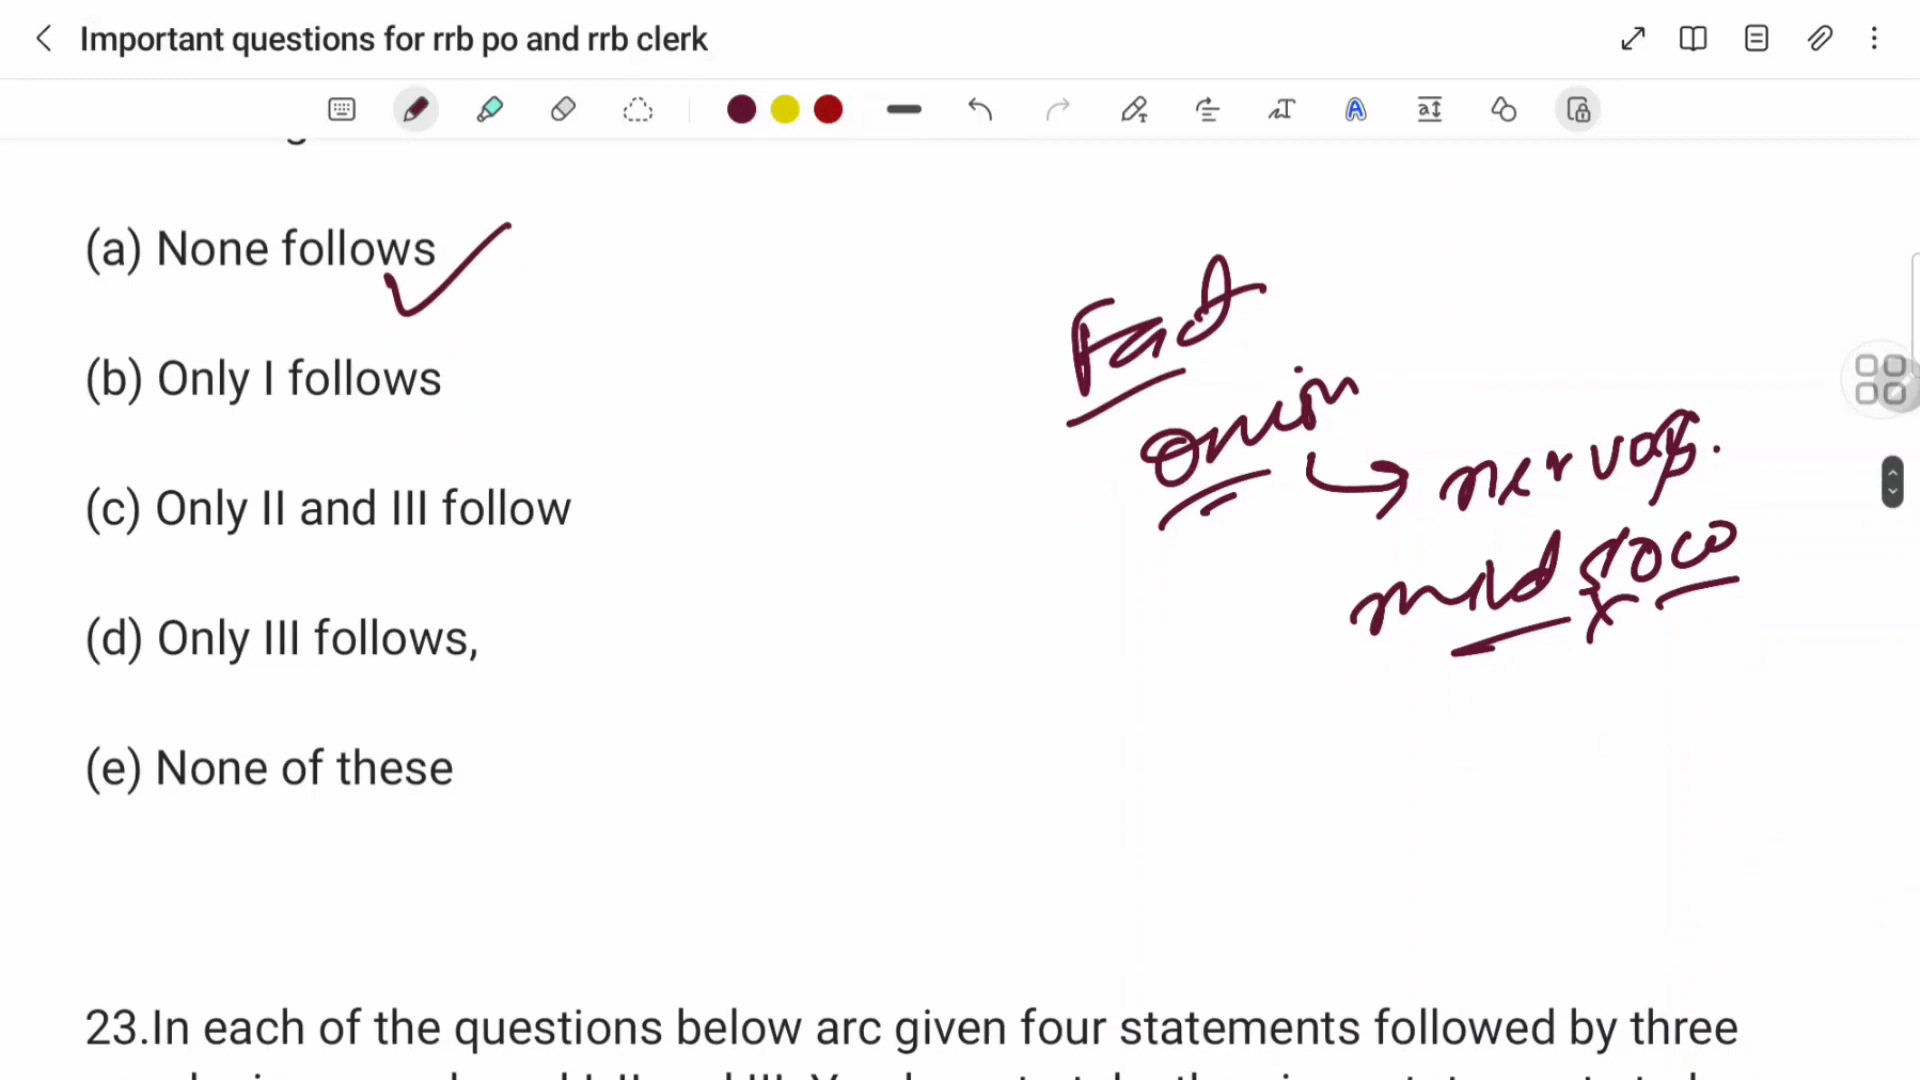 Important questions for rrb po and rrb clerk
(a) None follows
(b) Only I follows
(c) Only II and III follow
(d) Only III follows,
(e) None of these
Fact
onion
mild
23.In each of the questions below arc given four statements followed by three